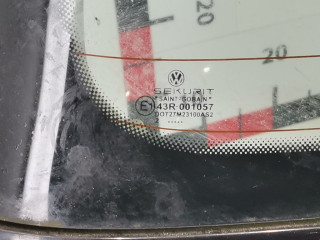 20
20
SEKURIT
"SAINT-GOBAIN"
E1 43R-001057
DOT27M23100AS2